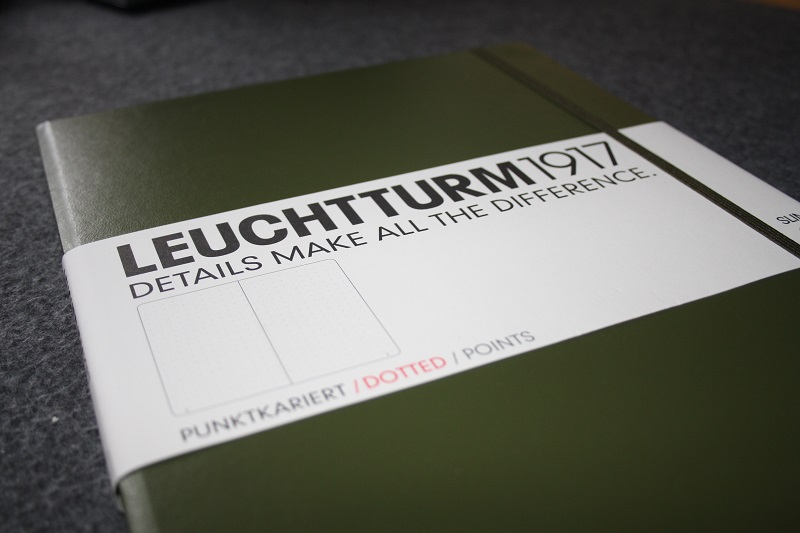 LEUCHTTURM1917
DETAILS MAKE ALL THE DIFFERENCE.
PUNKTKARIERT / DOTTED / POINTS